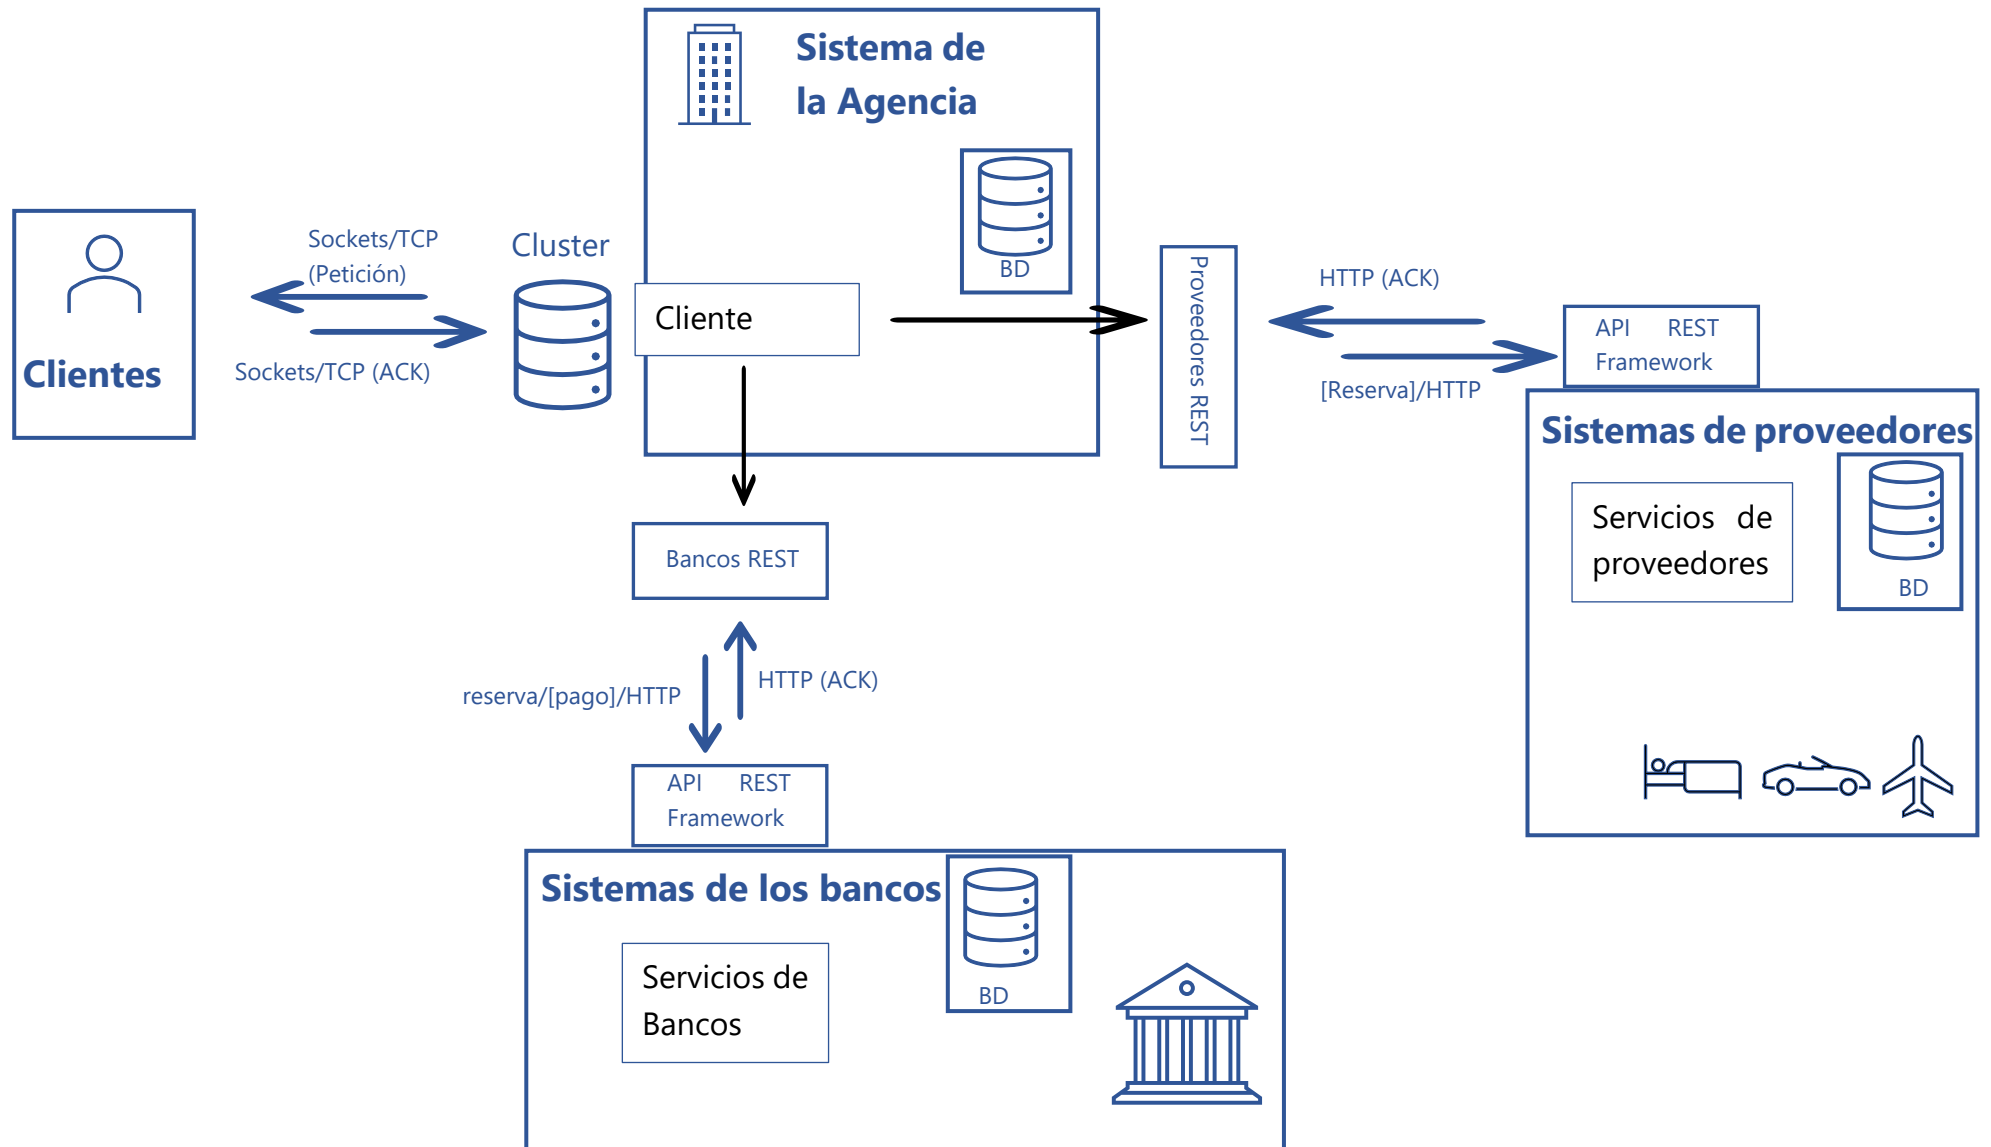 Sistema de
la Agencia
BD
Cluster
Sockets/TCP
(Petición)
Sockets/TCP (ACK)
Clientes
Cliente
Proveedores REST
HTTP (ACK)
[Reserva]/HTTP
API REST
Framework
Sistemas de proveedores
Servicios de
proveedores
BD
Bancos REST
reserva/[pago]/HTTP
HTTP (ACK)
API REST
Framework
Sistemas de los bancos
Servicios de
Bancos
BD